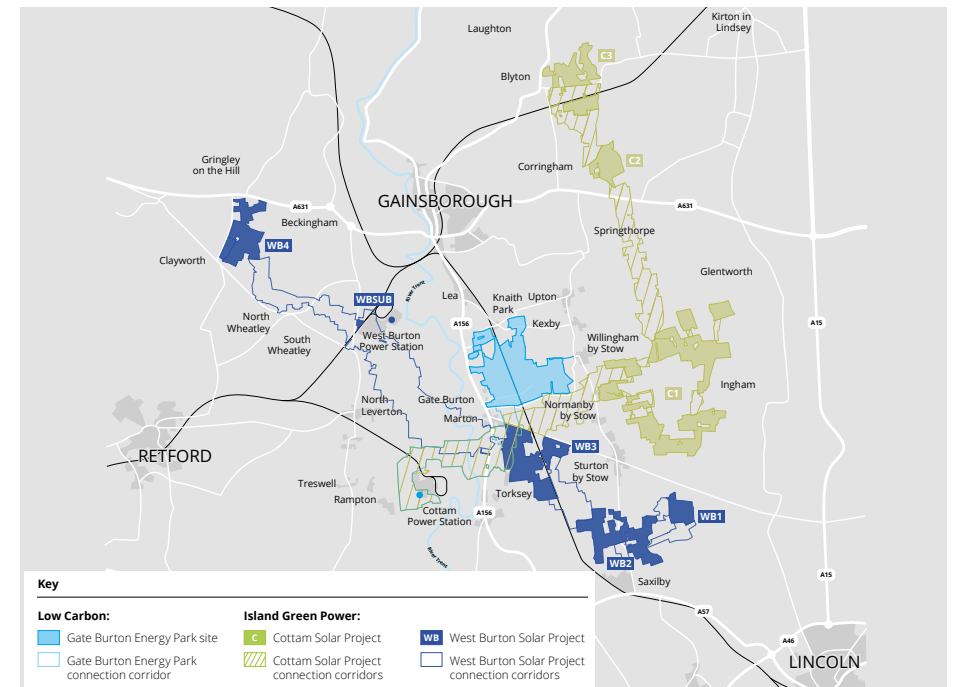 Laughton
Kirton in
Lindsey
C3
Blyton
Gringley
on the Hill
Corringham
C2
GAINSBOROUGH
A631
A631
Beckingham
Springthorpe
WB4
Clayworth
Glentworth
River Trent
Lea
Knaith
Park
Upton
WBSUB
North
Wheatley
A156
Kexby
A15
South
Wheatley
West Burton
Power Station
Willingham
by Stow
Ingham
C1
North
Leverton
Gate Burton
Normanby
by Stow
Marton
WB3
RETFORD
Sturton
by Stow
Treswell
Rampton
Torksey
Cottam
Power Station
A156
WB1
River Trent
WB2
Saxilby
A15
A57
A46
LINCOLN
Key
Low Carbon:
Gate Burton Energy Park site
Gate Burton Energy Park
connection corridor
Island Green Power:
C
Cottam Solar Project
Cottam Solar Project
connection corridors
WB
West Burton Solar Project
West Burton Solar Project
connection corridors